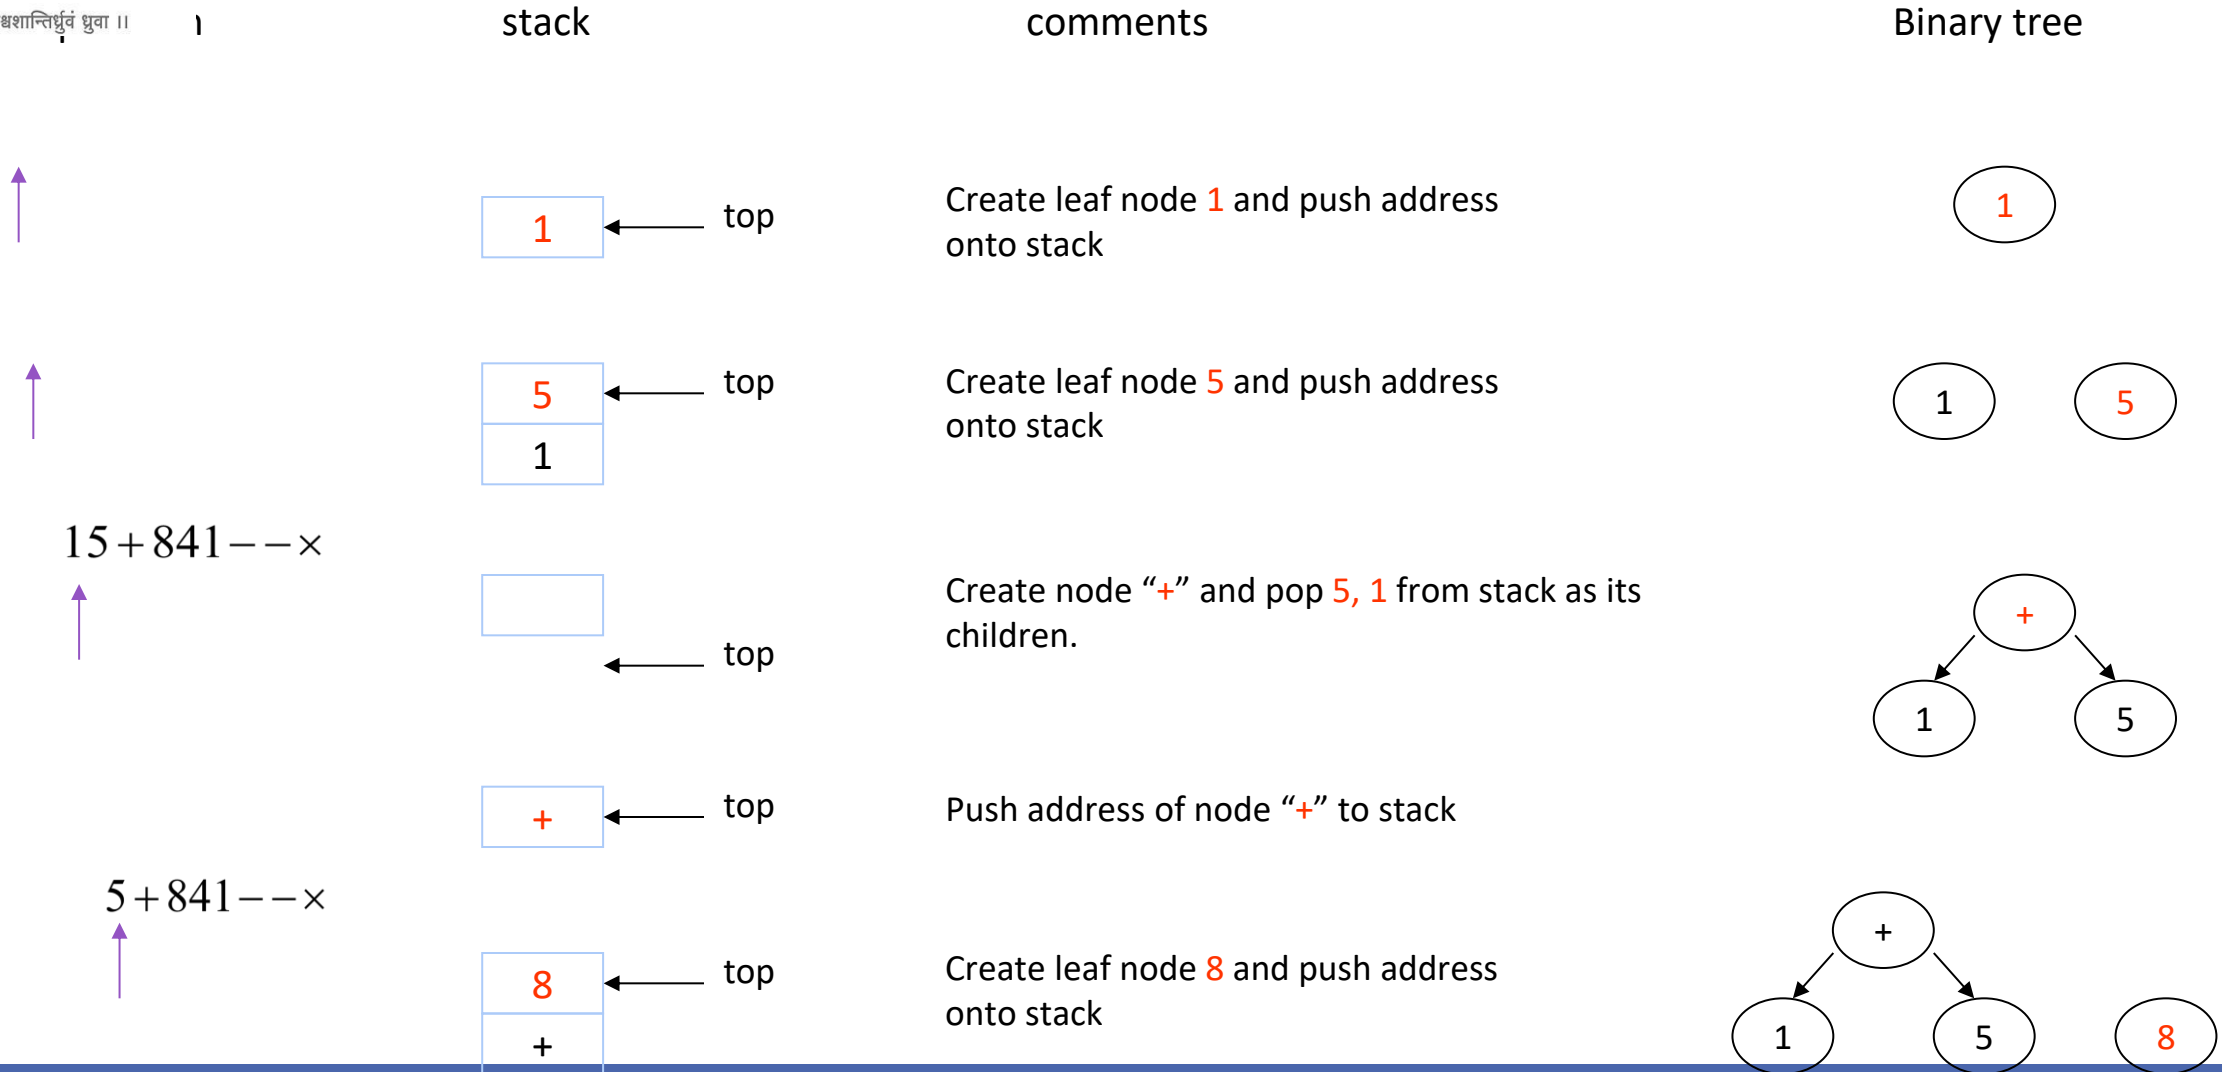 श्वशान्तिर्ध्रुवं ध्रुवा ।।
stack
comments
Binary tree
1
top
Create leaf node 1 and push address
onto stack
1
5
1
top
Create leaf node 5 and push address
onto stack
1
5
15+841−−×
top
Create node “+” and pop 5, 1 from stack as its
children.
+
1
5
+
top
Push address of node “+” to stack
5+841−−×
8
+
top
Create leaf node 8 and push address
onto stack
+
1
5
8